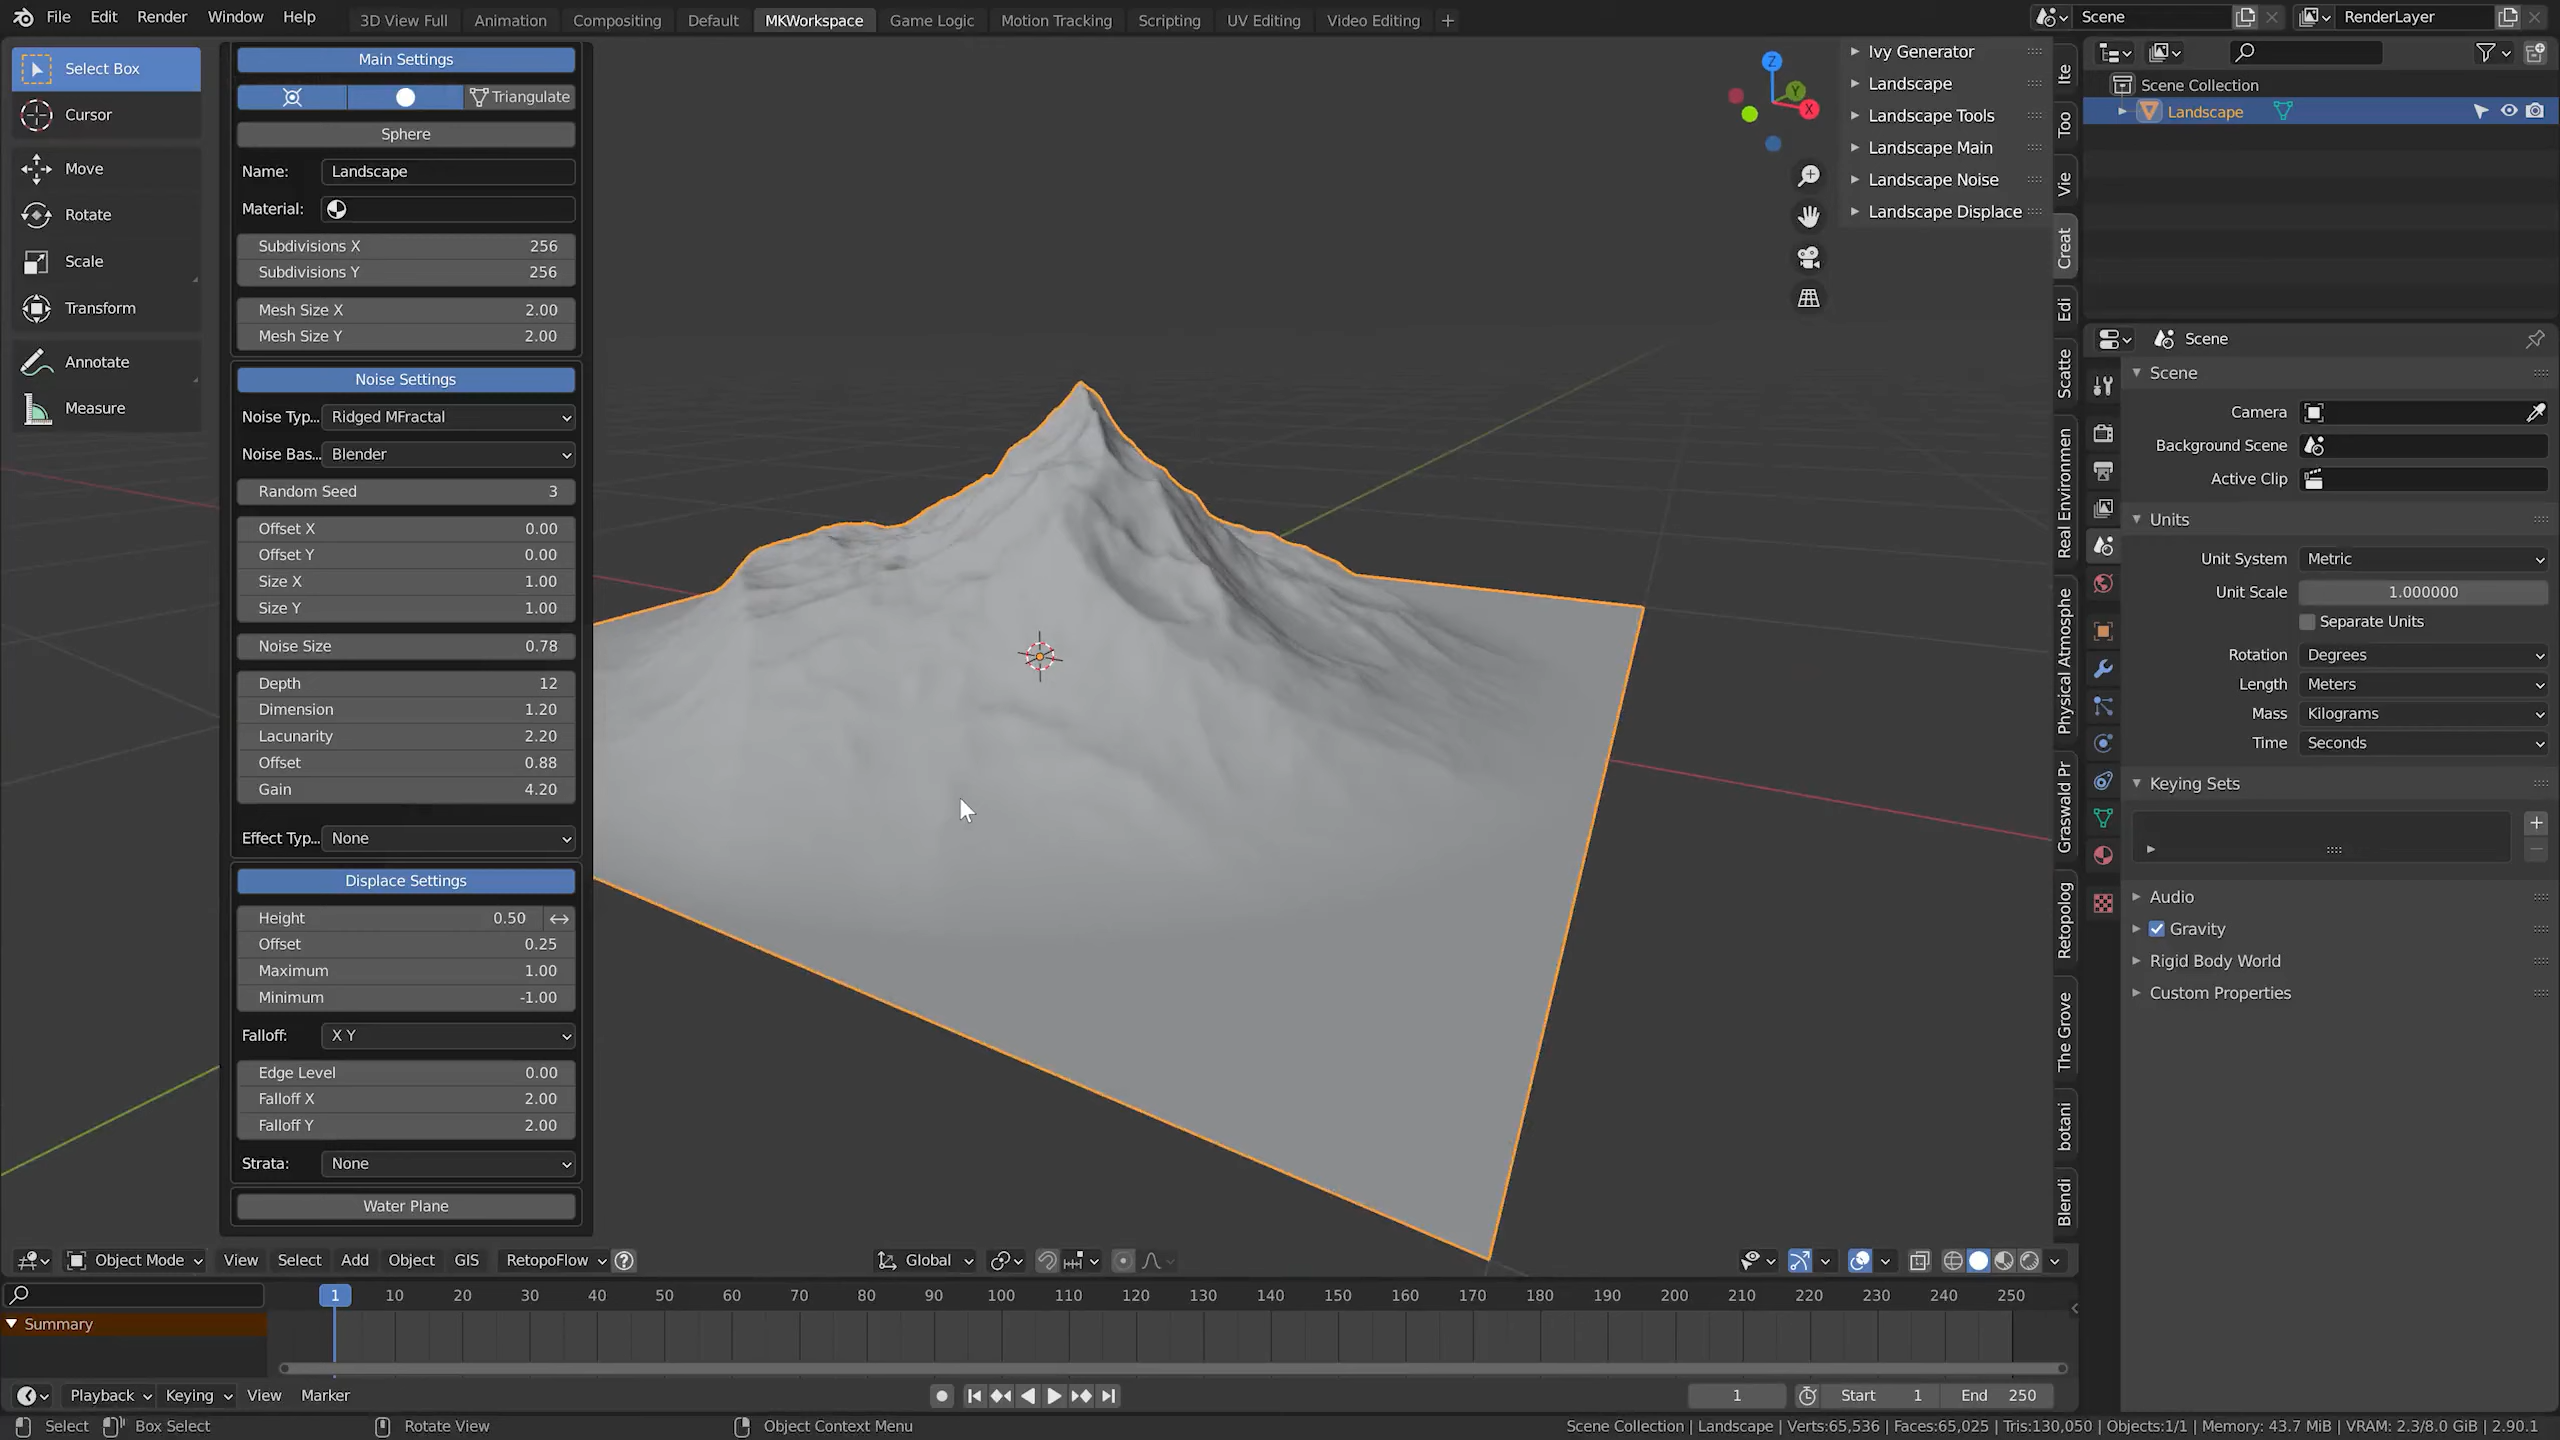 File Edit Render Window Help
3D View Full Animation Compositing Default MKWorkspace Game Logic Motion Tracking Scripting UV Editing Video Editing +
Scene
RenderLayer
Select Box
Cursor
Move
Rotate
Scale
Transform
Annotate
Measure
Main Settings
Triangulate
Sphere
Name: Landscape
Material:
Subdivisions X 256
Subdivisions Y 256
Mesh Size X 2.00
Mesh Size Y 2.00
Noise Settings
Noise Typ... Ridged MFractal
Noise Bas... Blender
Random Seed 3
Offset X 0.00
Offset Y 0.00
Size X 1.00
Size Y 1.00
Noise Size 0.78
Depth 12
Dimension 1.20
Lacunarity 2.20
Offset 0.88
Gain 4.20
Effect Typ... None
Displace Settings
Height 0.50
Offset 0.25
Maximum 1.00
Minimum -1.00
Falloff: X Y
Edge Level 0.00
Falloff X 2.00
Falloff Y 2.00
Strata: None
Water Plane
Z
Y
X
Ivy Generator
Landscape
Landscape Tools
Landscape Main
Landscape Noise
Landscape Displace
Ite
Too
Vie
Creat
Edi
Scatte
Real Environmen
Physical Atmosphe
Graswald Pr
Retopolog
The Grove
botani
Blendi
Scene Collection
Landscape
Scene
Scene
Camera
Background Scene
Active Clip
Units
Unit System Metric
Unit Scale 1.000000
Separate Units
Rotation Degrees
Length Meters
Mass Kilograms
Time Seconds
Keying Sets
Audio
Gravity
Rigid Body World
Custom Properties
Object Mode View Select Add Object GIS RetopoFlow ?
Global
1 10 20 30 40 50 60 70 80 90 100 110 120 130 140 150 160 170 180 190 200 210 220 230 240 250
Summary
Playback Keying View Marker
1 Start 1 End 250
Select Box Select Rotate View Object Context Menu
Scene Collection | Landscape | Verts:65,536 | Faces:65,025 | Tris:130,050 | Objects:1/1 | Memory: 43.7 MiB | VRAM: 2.3/8.0 GiB | 2.90.1